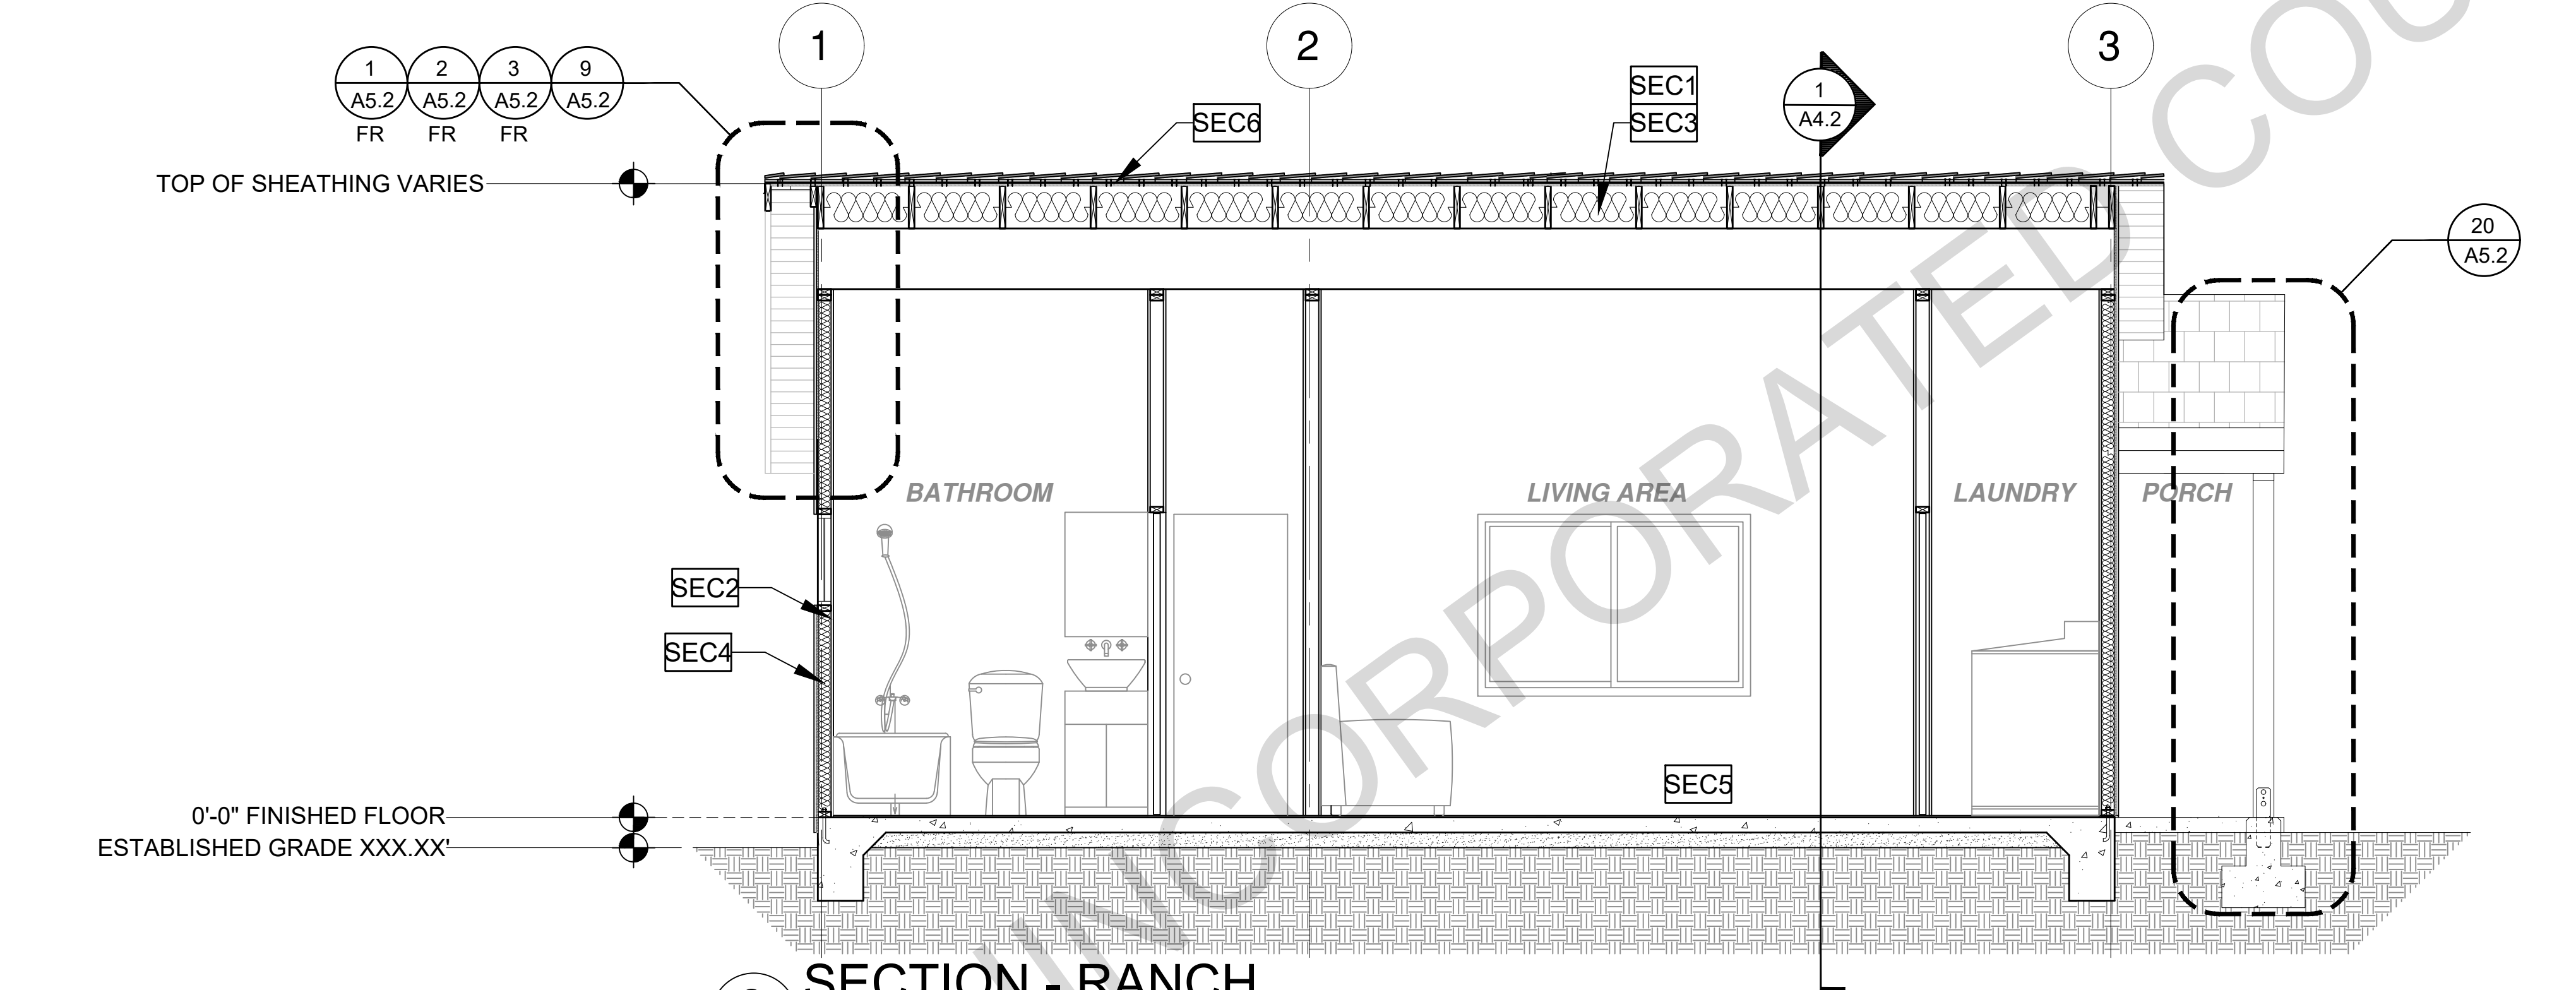 1
2
3
1
A5.2
FR
2
A5.2
FR
3
A5.2
FR
9
A5.2
SEC6
SEC1
SEC3
1
A4.2
TOP OF SHEATHING VARIES
20
A5.2
BATHROOM
LIVING AREA
LAUNDRY
PORCH
SEC2
SEC4
SEC5
0'-0" FINISHED FLOOR
ESTABLISHED GRADE XXX.XX'
SECTION - RANCH
UNCORPORATED COU